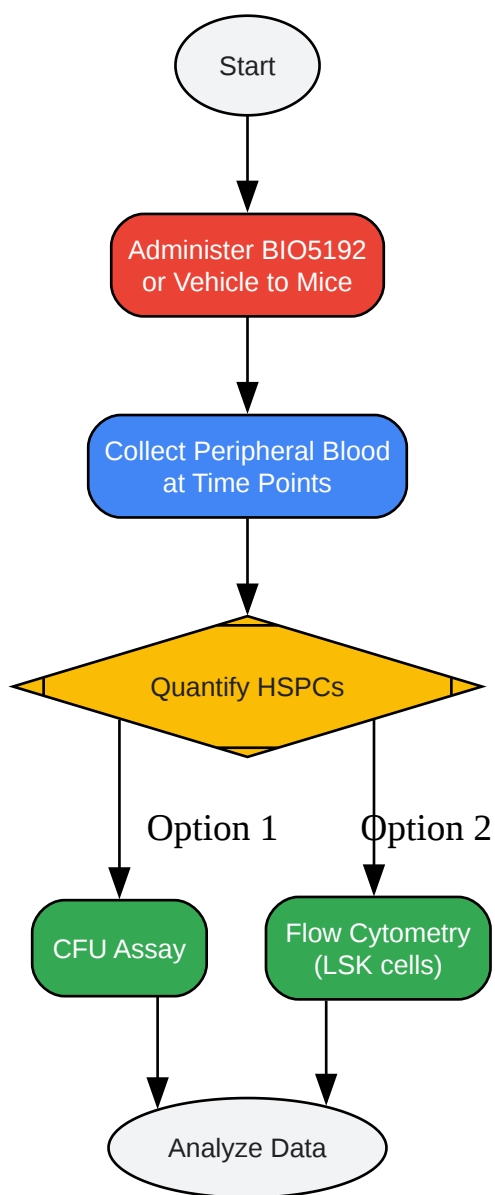 Start
Administer BIO5192
or Vehicle to Mice
Collect Peripheral Blood
at Time Points
Quantify HSPCs
Option 1
Option 2
CFU Assay
Flow Cytometry
(LSK cells)
Analyze Data